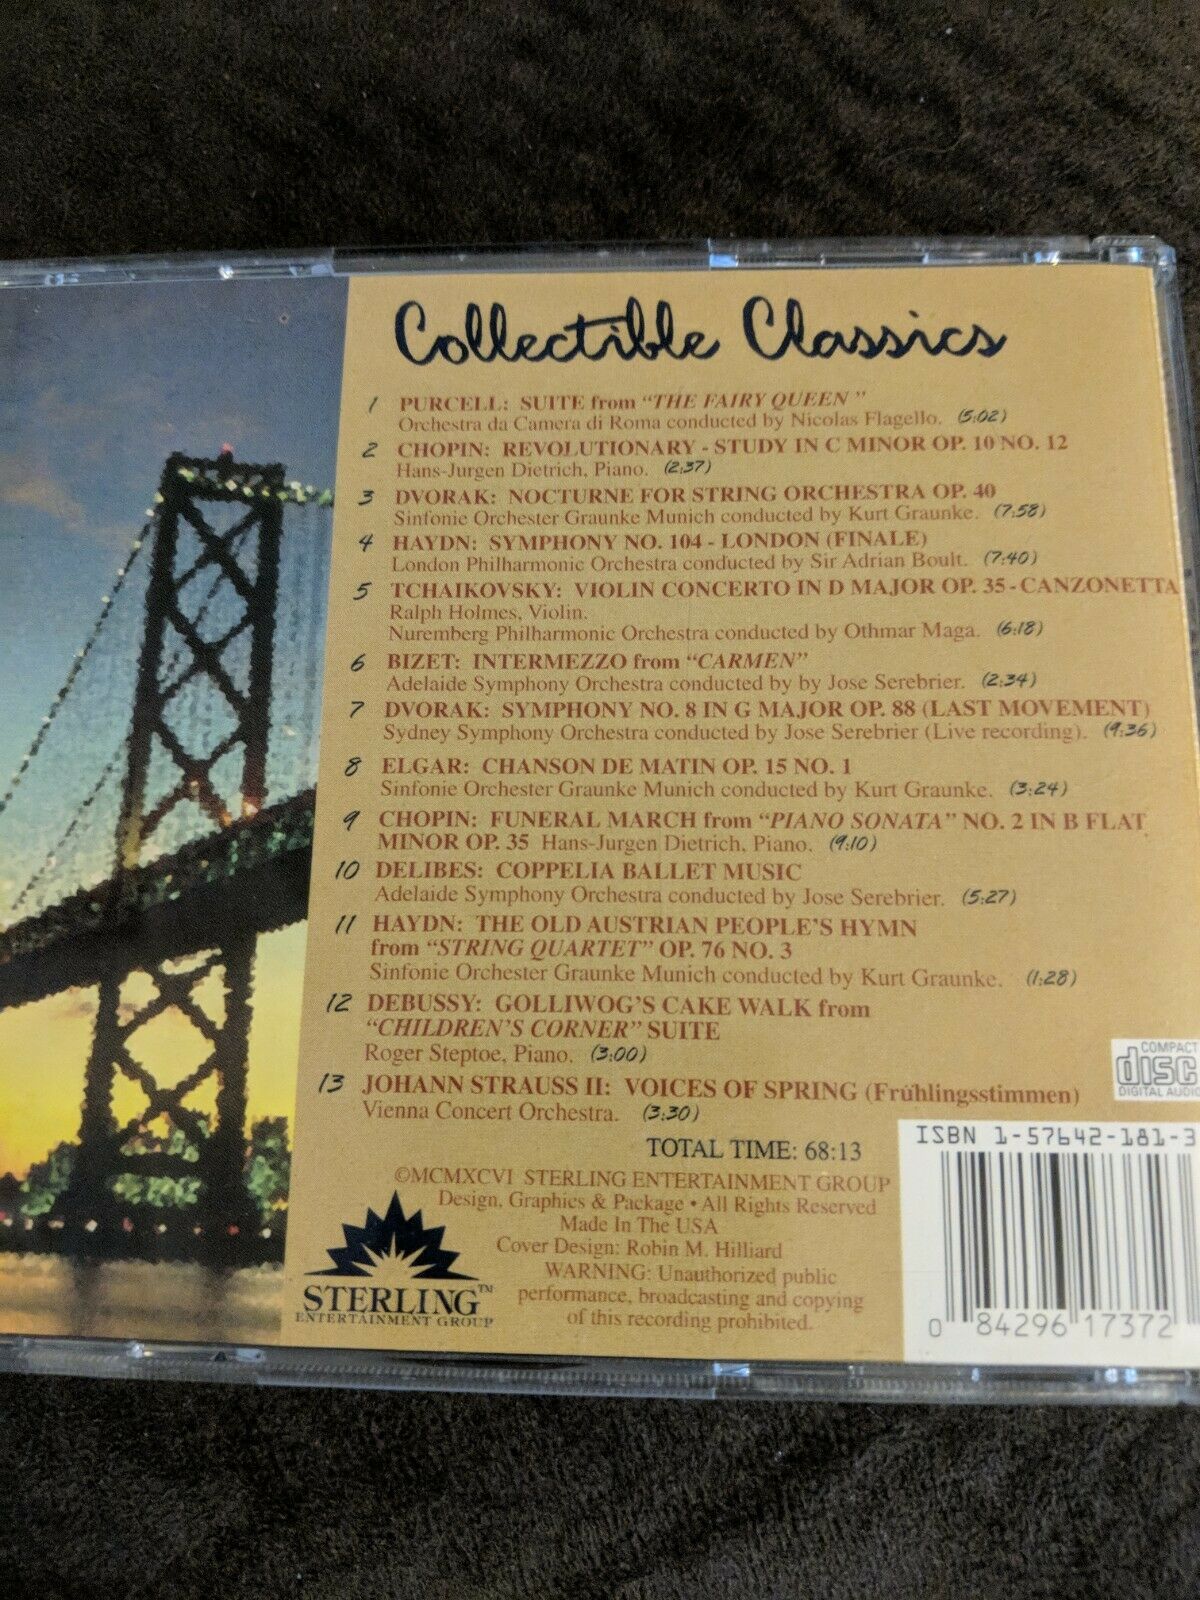 Collectible Classics
1 PURCELL: SUITE from "THE FAIRY QUEEN"
Orchestra da Camera di Roma conducted by Nicolas Flagello. (5:02)
2 CHOPIN: REVOLUTIONARY - STUDY IN C MINOR OP. 10 NO. 12
Hans-Jurgen Dietrich, Piano. (2:37)
3 DVORAK: NOCTURNE FOR STRING ORCHESTRA OP. 40
Sinfonie Orchester Graunke Munich conducted by Kurt Graunke. (7:58)
4 HAYDN: SYMPHONY NO. 104 - LONDON (FINALE)
London Philharmonic Orchestra conducted by Sir Adrian Boult. (7:40)
5 TCHAIKOVSKY: VIOLIN CONCERTO IN D MAJOR OP. 35 - CANZONETTA
Ralph Holmes, Violin.
Nuremberg Philharmonic Orchestra conducted by Othmar Maga. (6:18)
6 BIZET: INTERMEZZO from "CARMEN"
Adelaide Symphony Orchestra conducted by by Jose Serebrier. (2:34)
7 DVORAK: SYMPHONY NO. 8 IN G MAJOR OP. 88 (LAST MOVEMENT)
Sydney Symphony Orchestra conducted by Jose Serebrier (Live recording). (9:36)
8 ELGAR: CHANSON DE MATIN OP. 15 NO. 1
Sinfonie Orchester Graunke Munich conducted by Kurt Graunke. (3:24)
9 CHOPIN: FUNERAL MARCH from "PIANO SONATA" NO. 2 IN B FLAT
MINOR OP. 35 Hans-Jurgen Dietrich, Piano. (9:10)
10 DELIBES: COPPELIA BALLET MUSIC
Adelaide Symphony Orchestra conducted by Jose Serebrier. (5:27)
11 HAYDN: THE OLD AUSTRIAN PEOPLE'S HYMN
from "STRING QUARTET" OP. 76 NO. 3
Sinfonie Orchester Graunke Munich conducted by Kurt Graunke. (1:28)
12 DEBUSSY: GOLLIWOG'S CAKE WALK from
"CHILDREN'S CORNER" SUITE
Roger Steptoe, Piano. (3:00)
13 JOHANN STRAUSS II: VOICES OF SPRING (Frúhlingsstimmen)
Vienna Concert Orchestra. (3:30)
TOTAL TIME: 68:13
©MCMXCVI STERLING ENTERTAINMENT GROUP
Design, Graphics & Package • All Rights Reserved
Made In The USA
Cover Design: Robin M. Hilliard
WARNING: Unauthorized public
performance, broadcasting and copying
of this recording prohibited.
STERLING™
ENTERTAINMENT GROUP
COMPACT
disc
DIGITAL AUDIO
ISBN 1-57642-181-3
0 84296 17372